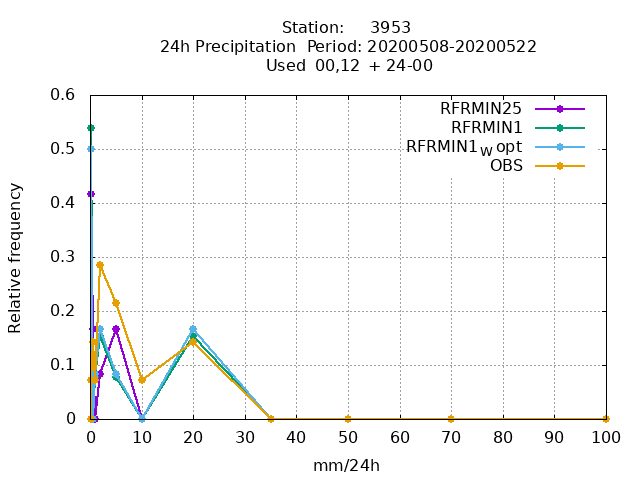 Station: 3953
24h Precipitation Period: 20200508-20200522
Used 00,12 + 24-00
RFRMIN25
RFRMIN1
RFRMIN1W opt
OBS
0.6
0.5
0.4
0.3
0.2
0.1
0
Relative frequency
0 10 20 30 40 50 60 70 80 90 100
mm/24h